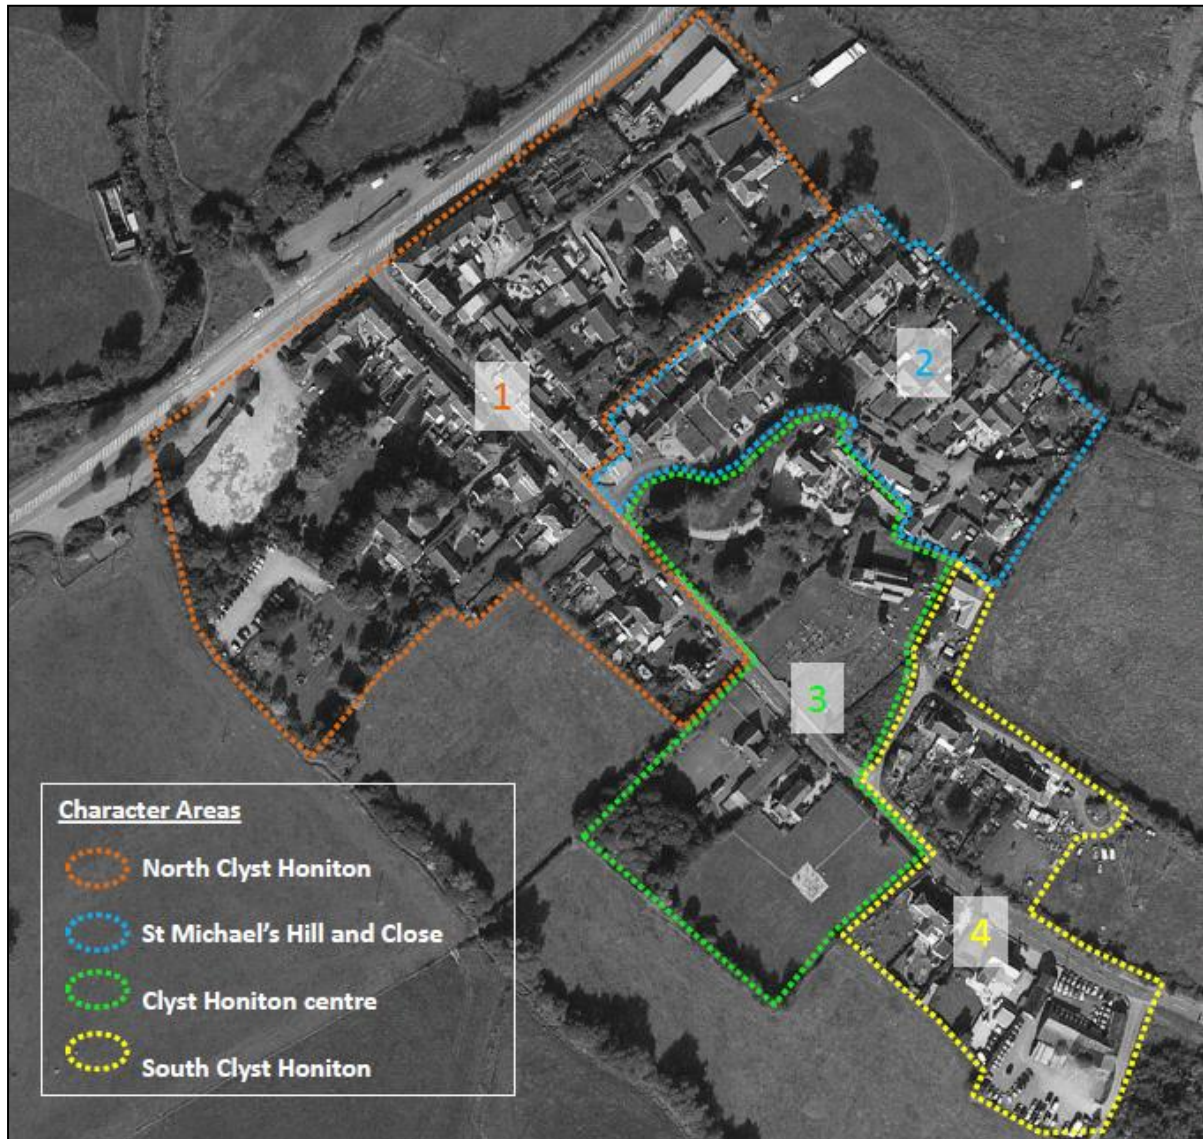 2
1
3
4
Character Areas
North Clyst Honiton
St Michael's Hill and Close
Clyst Honiton centre
South Clyst Honiton